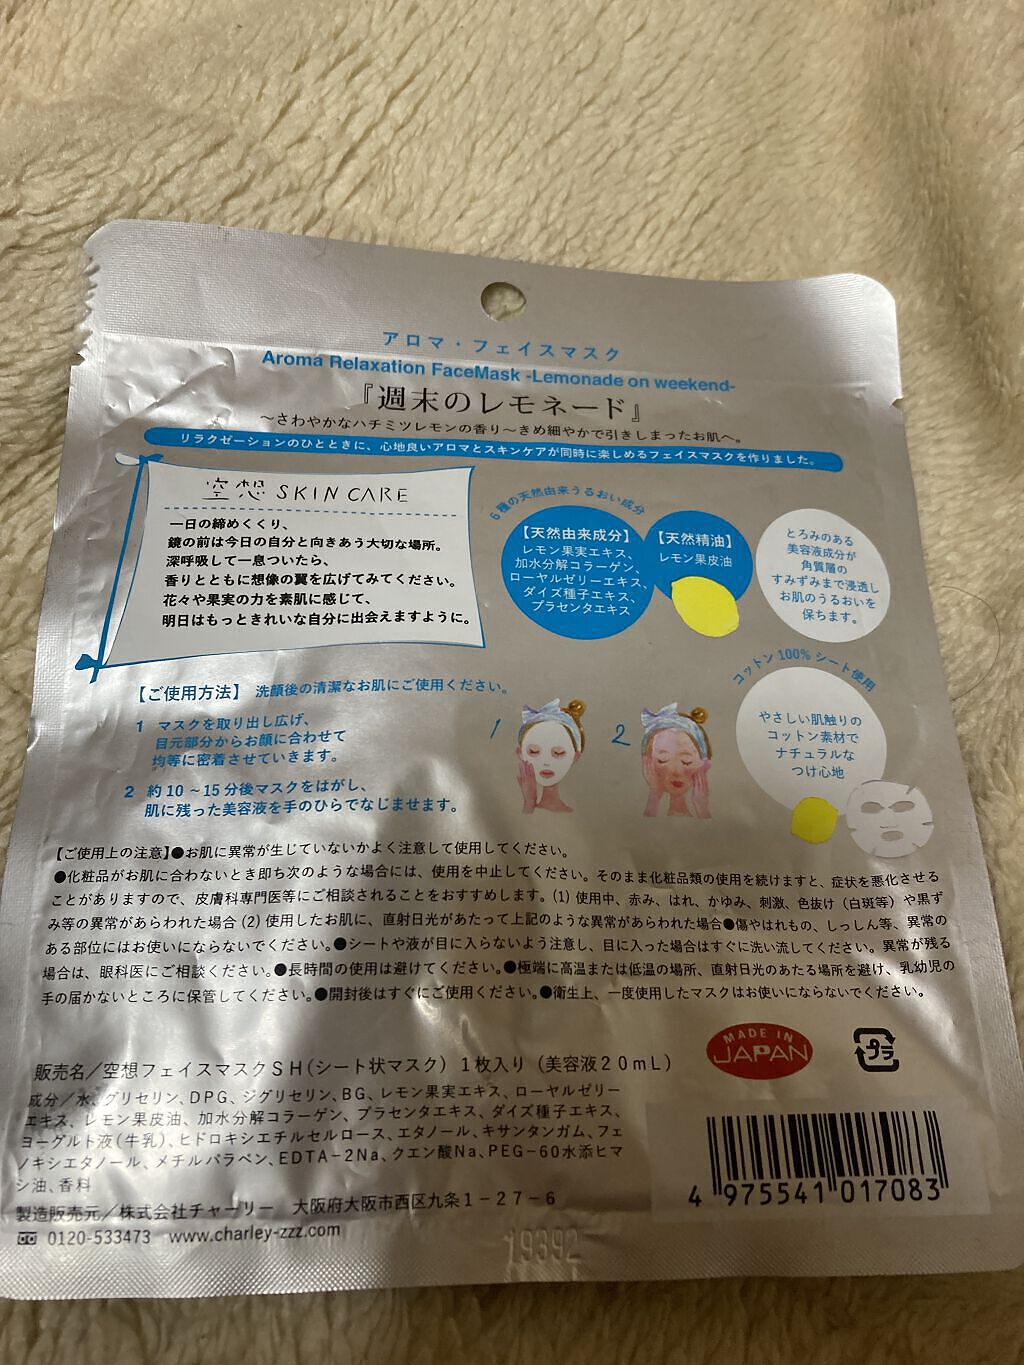 アロマ・フェイスマスク
Aroma Relaxation FaceMask -Lemonade on weekend-
『週末のレモネード』
～さわやかなハチミツレモンの香り～きめ細やかで引きしまったお肌へ。
リラクゼーションのひとときに、心地良いアロマとスキンケアが同時に楽しめるフェイスマスクを作りました。
空想 SKIN CARE
一日の締めくくり、
鏡の前は今日の自分と向きあう大切な場所。
深呼吸して一息ついたら、
香りとともに想像の翼を広げてみてください。
花々や果実の力を素肌に感じて、
明日はもっときれいな自分に出会えますように。
6種の天然由来うるおい成分
【天然由来成分】
レモン果実エキス、
加水分解コラーゲン、
ローヤルゼリーエキス、
ダイズ種子エキス、
プラセンタエキス
【天然精油】
レモン果皮油
とろみのある
美容液成分が
角質層の
すみずみまで浸透し
お肌のうるおいを
保ちます。
コットン100%シート使用
やさしい肌触りの
コットン素材で
ナチュラルな
つけ心地
【ご使用方法】 洗顔後の清潔なお肌にご使用ください。
1 マスクを取り出し広げ、
目元部分からお顔に合わせて
均等に密着させていきます。
2 約10～15分後マスクをはがし、
肌に残った美容液を手のひらでなじませます。
1
2
【ご使用上の注意】●お肌に異常が生じていないかよく注意して使用してください。
●化粧品がお肌に合わないとき即ち次のような場合には、使用を中止してください。そのまま化粧品類の使用を続けますと、症状を悪化させる
ことがありますので、皮膚科専門医等にご相談されることをおすすめします。(1) 使用中、赤み、はれ、かゆみ、刺激、色抜け（白斑等）や黒ず
み等の異常があらわれた場合 (2) 使用したお肌に、直射日光があたって上記のような異常があらわれた場合●傷やはれもの、しっしん等、異常の
ある部位にはお使いにならないでください。●シートや液が目に入らないよう注意し、目に入った場合はすぐに洗い流してください。異常が残る
場合は、眼科医にご相談ください。●長時間の使用は避けてください。●極端に高温または低温の場所、直射日光のあたる場所を避け、乳幼児の
手の届かないところに保管してください。●開封後はすぐにご使用ください。●衛生上、一度使用したマスクはお使いにならないでください。
MADE IN
JAPAN
プラ
販売名／空想フェイスマスクＳＨ(シート状マスク) １枚入り（美容液２０ｍＬ）
成分／水、グリセリン、DPG、ジグリセリン、BG、レモン果実エキス、ローヤルゼリー
エキス、レモン果皮油、加水分解コラーゲン、プラセンタエキス、ダイズ種子エキス、
ヨーグルト液(牛乳)、ヒドロキシエチルセルロース、エタノール、キサンタンガム、フェ
ノキシエタノール、メチルパラベン、EDTA−2Na、クエン酸Na、PEG−60水添ヒマ
シ油、香料
製造販売元／株式会社チャーリー 大阪府大阪市西区九条１−２７−６
0120-533473 www.charley-zzz.com
4 975541 017083
19392